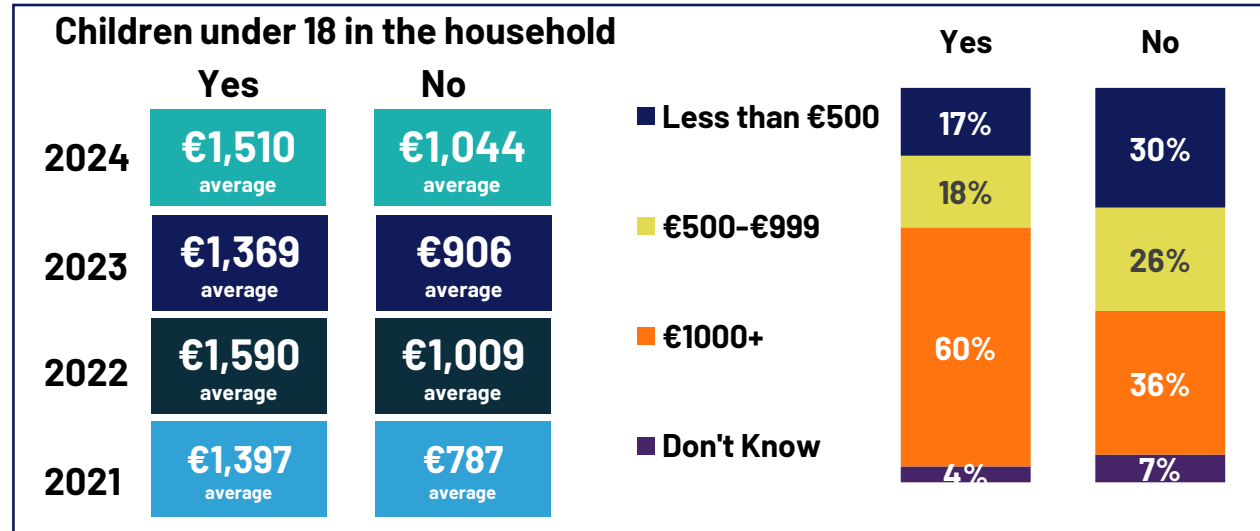 Children under 18 in the household
Yes No
2024 €1,510 average €1,044 average
2023 €1,369 average €906 average
2022 €1,590 average €1,009 average
2021 €1,397 average €787 average
Yes No
Less than €500
€500-€999
€1000+
Don't Know
17%
18%
60%
4%
30%
26%
36%
7%